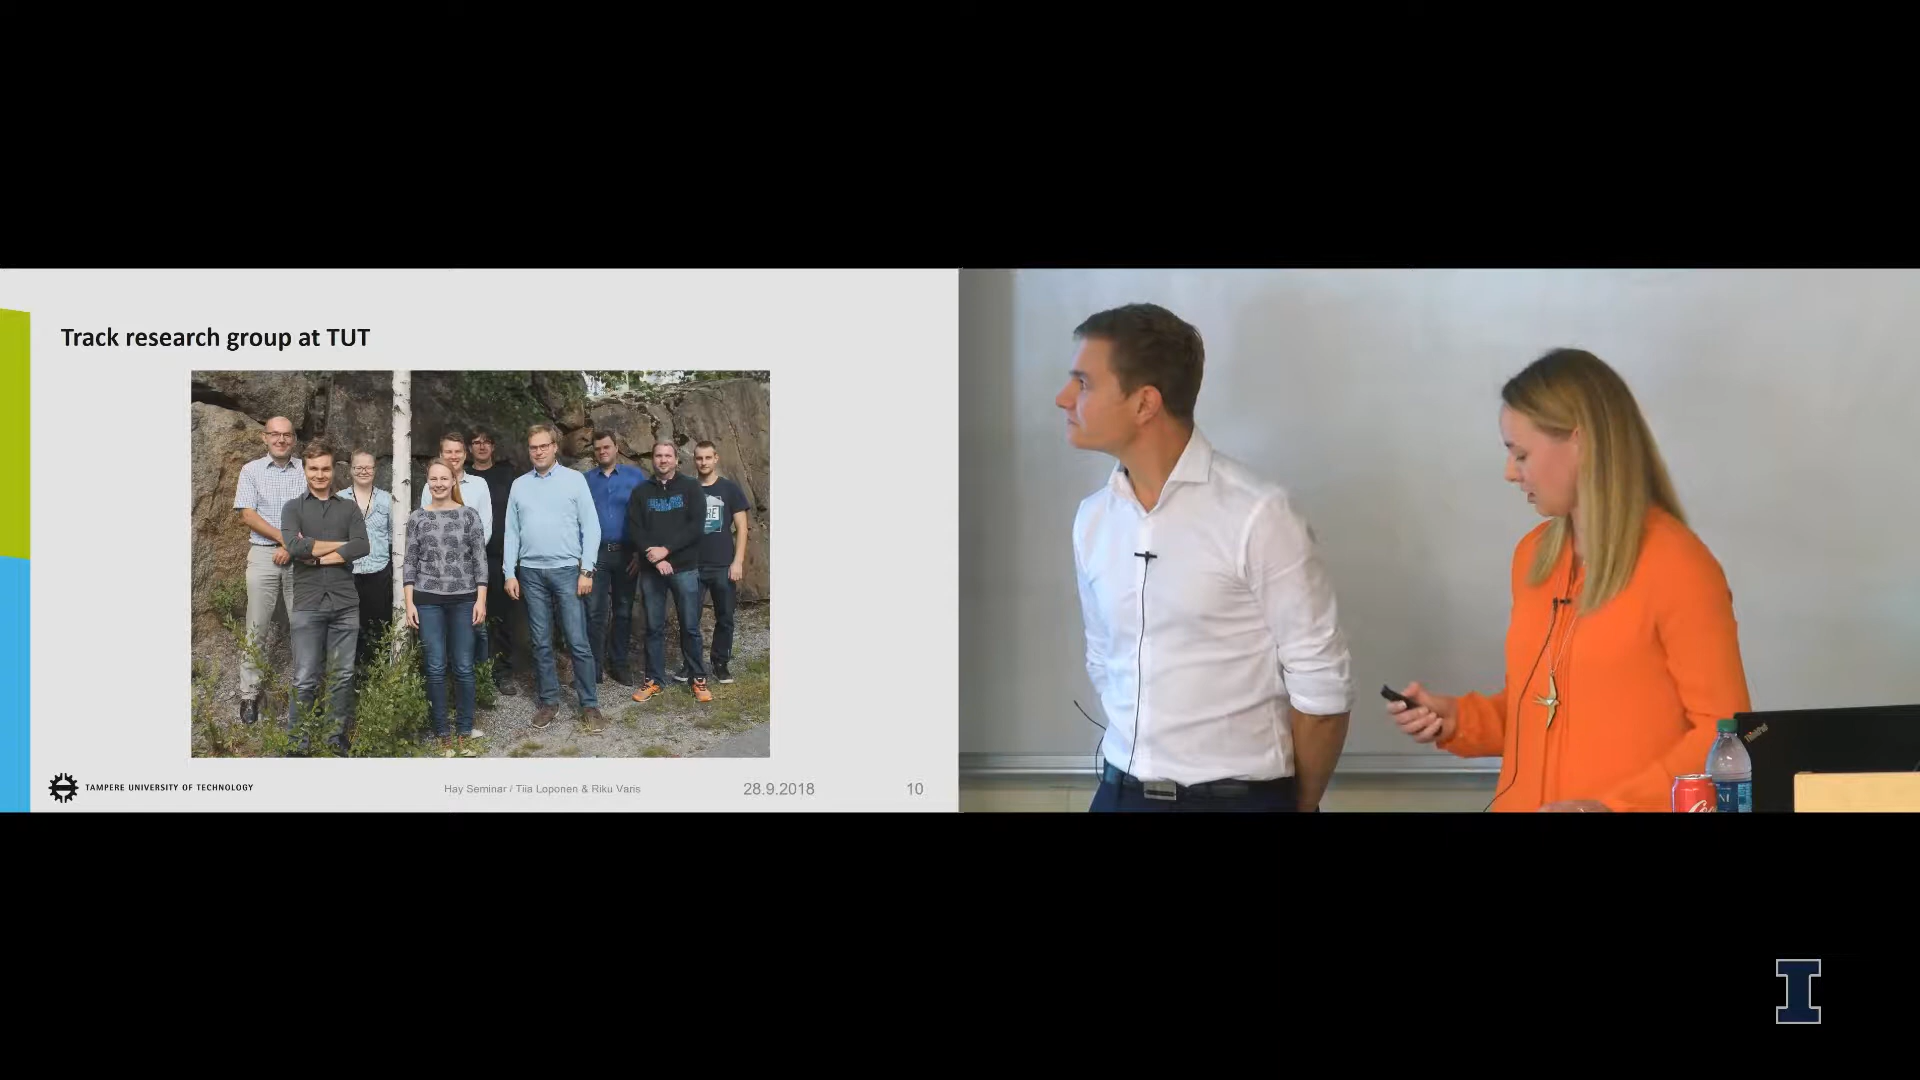 Track research group at TUT
TAMPERE UNIVERSITY OF TECHNOLOGY
Hay Seminar / Tiia Loponen & Riku Varis
28.9.2018
10
ThinkPad
I